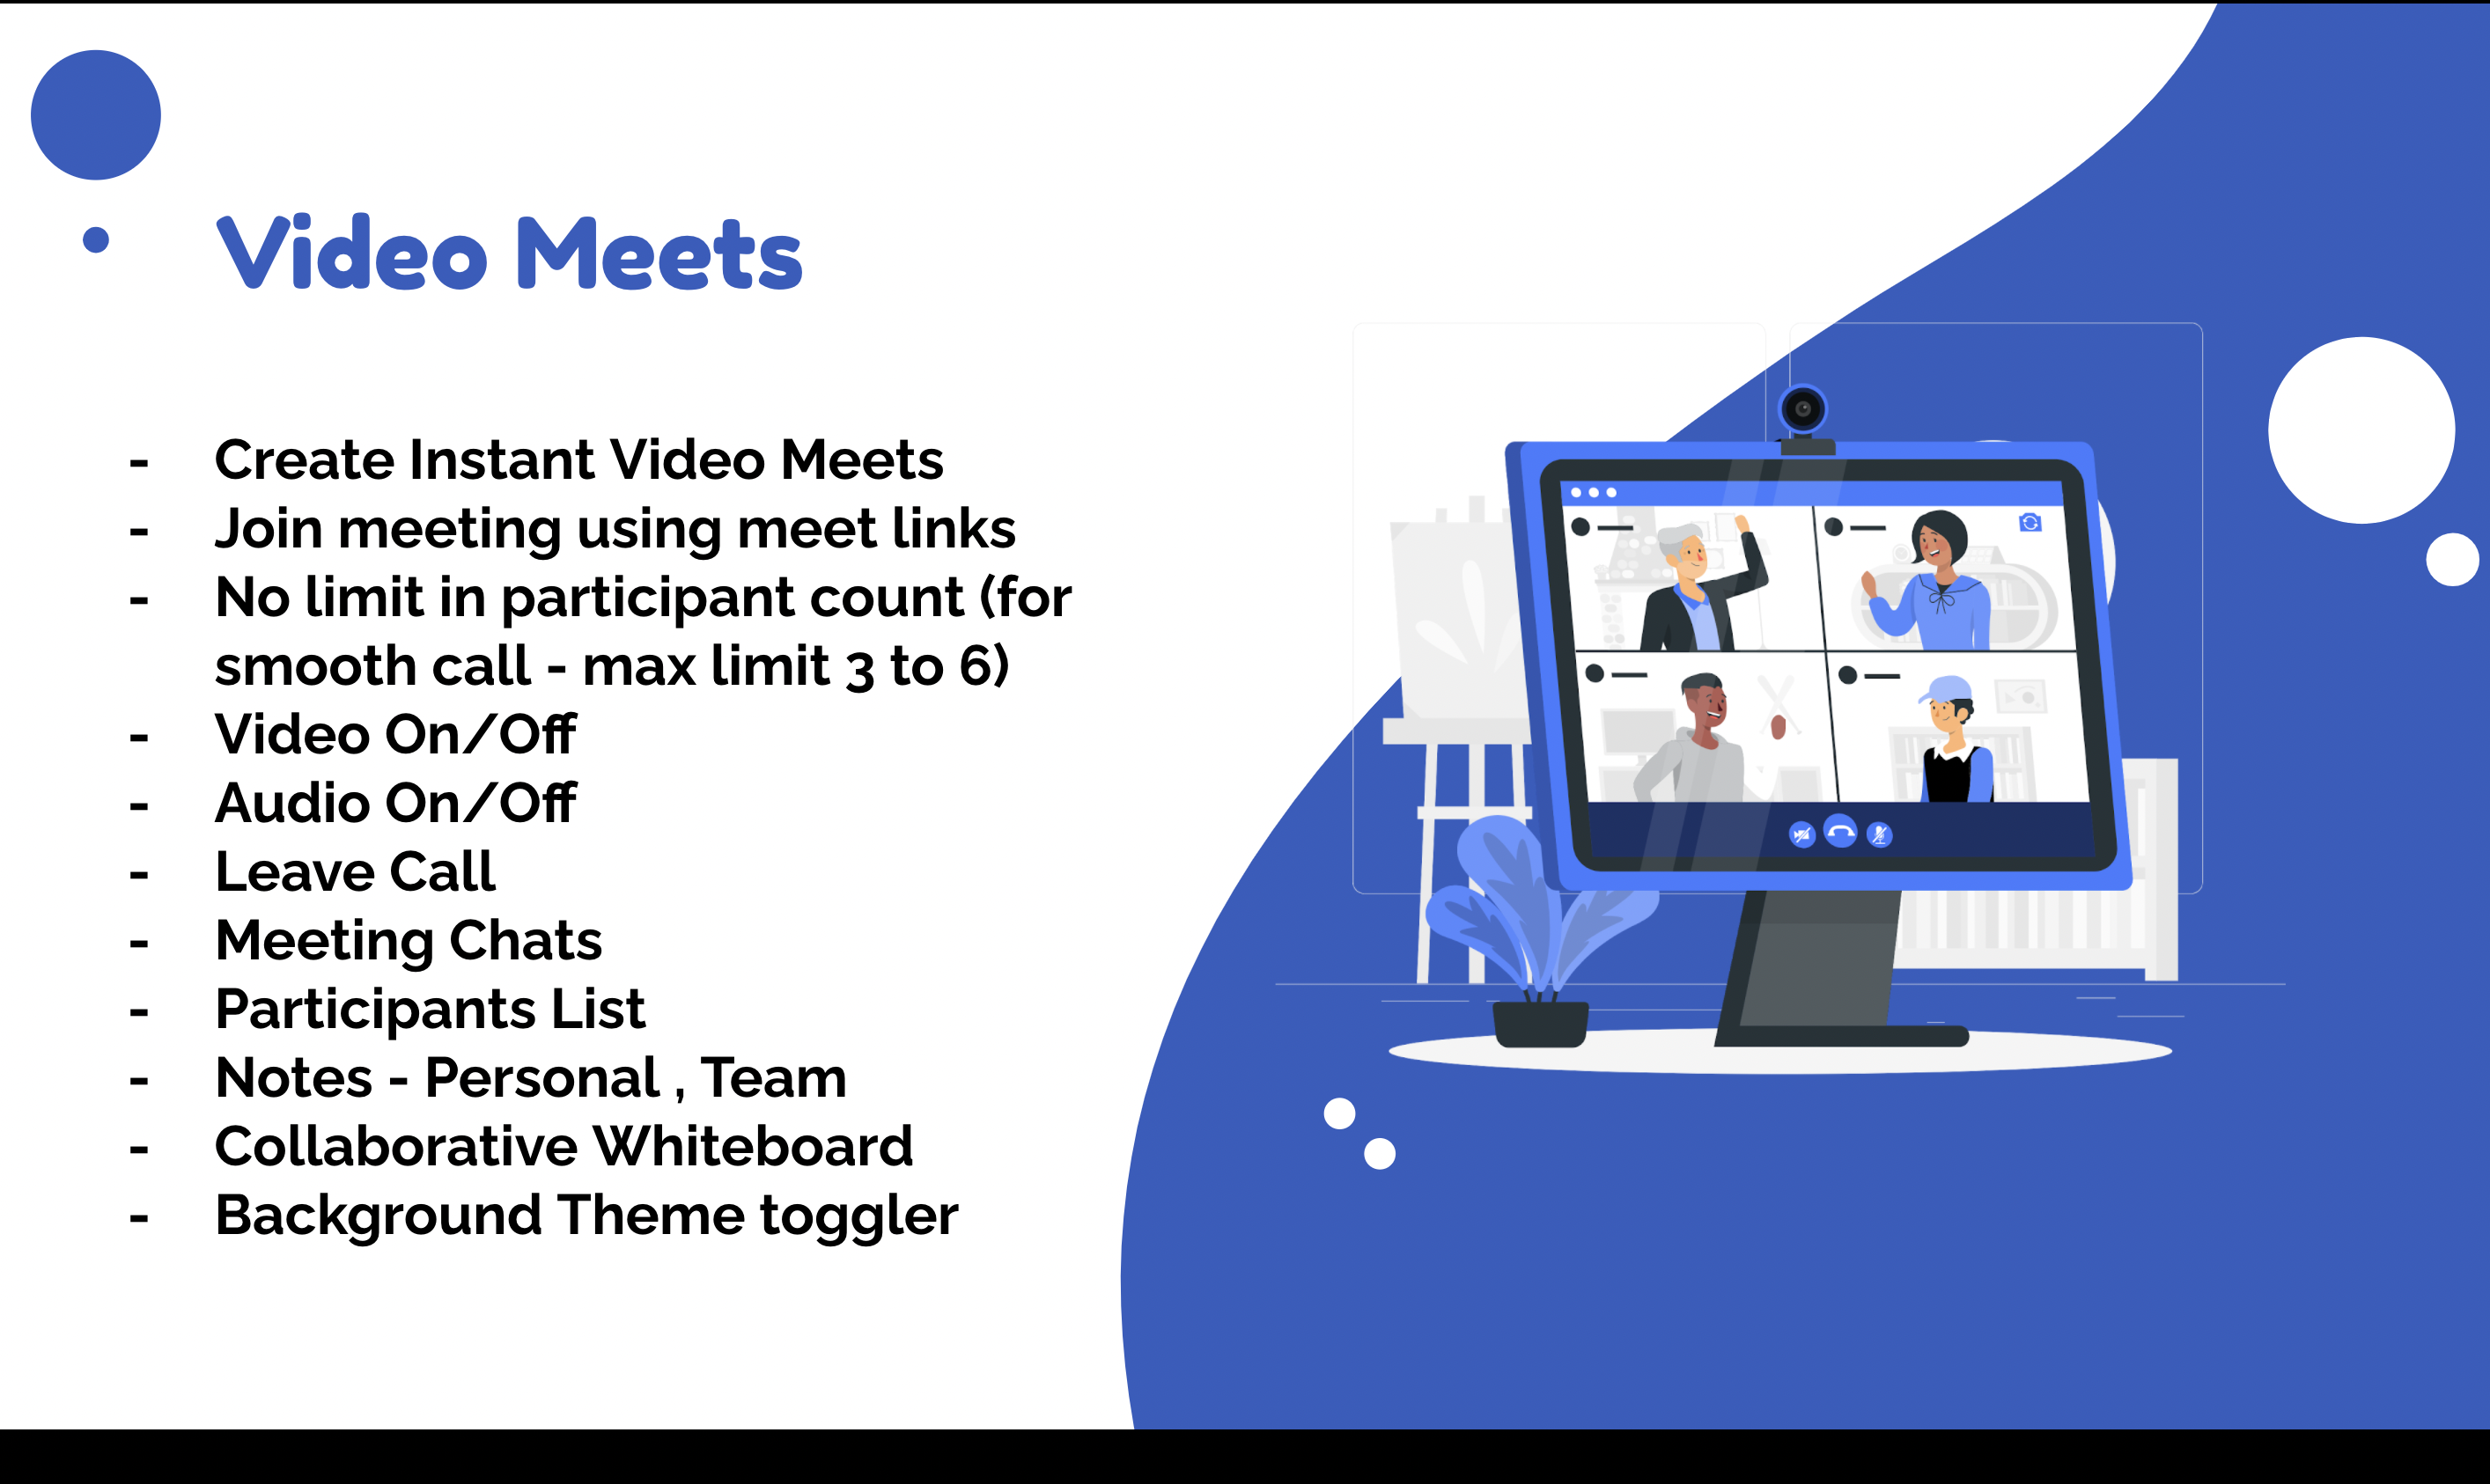 Video Meets
- Create Instant Video Meets
- Join meeting using meet links
- No limit in participant count (for
smooth call - max limit 3 to 6)
- Video On/Off
- Audio On/Off
- Leave Call
- Meeting Chats
- Participants List
- Notes - Personal , Team
- Collaborative Whiteboard
- Background Theme toggler